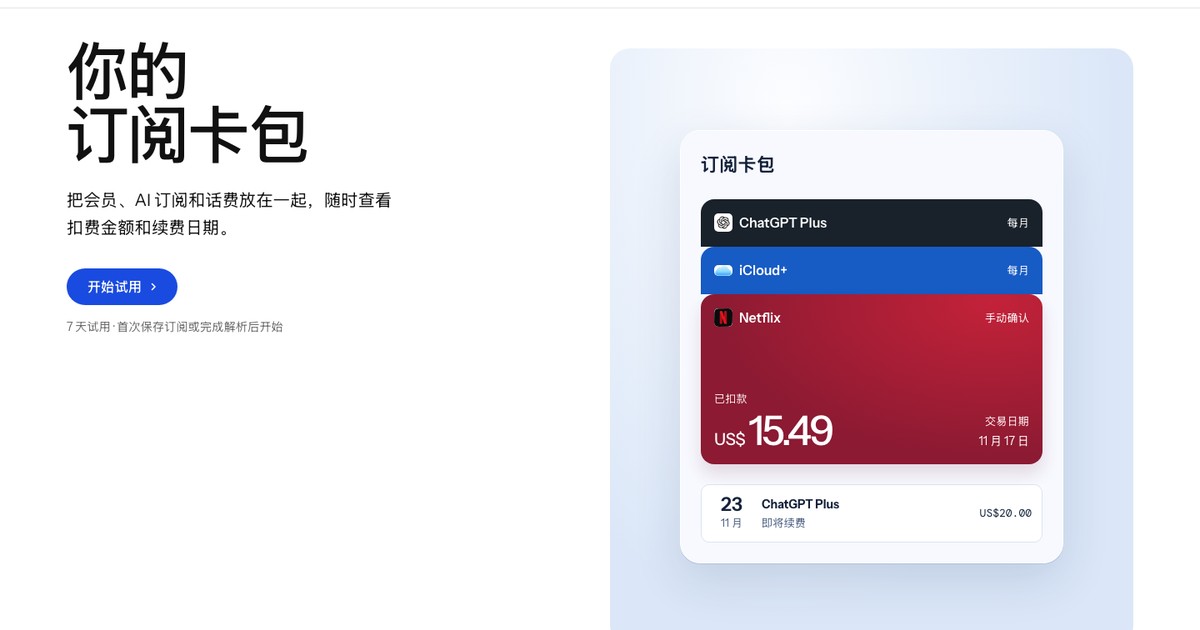 你的
订阅卡包
把会员、AI 订阅和话费放在一起，随时查看
扣费金额和续费日期。
开始试用 ›
7 天试用 · 首次保存订阅或完成解析后开始
订阅卡包
ChatGPT Plus 每月
iCloud+ 每月
N Netflix 手动确认
已扣款
US$15.49
交易日期
11 月 17 日
23
11 月
ChatGPT Plus
即将续费
US$20.00